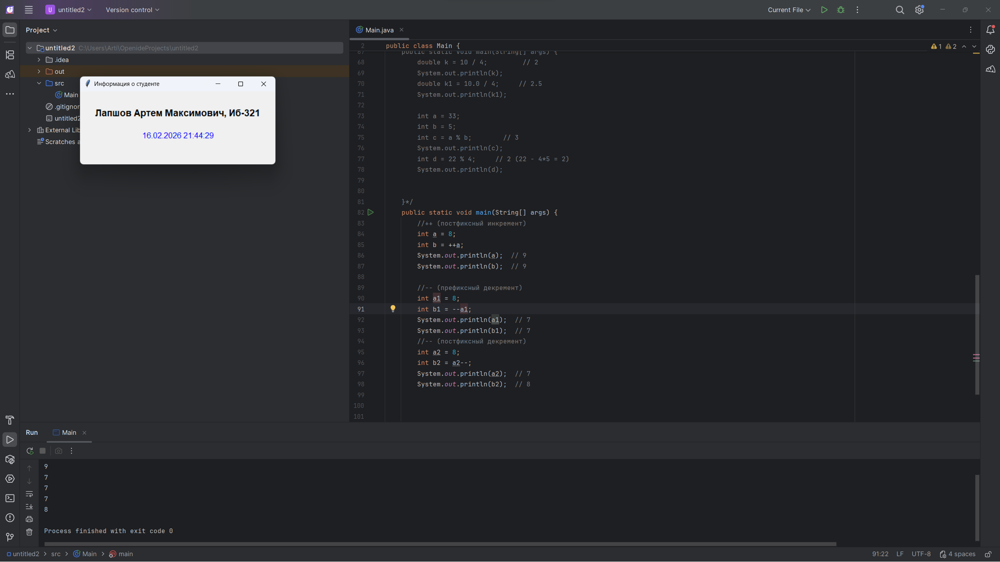 U untitled2
Version control
Current File
Project
untitled2 C:\Users\Arti\OpenideProjects\untitled2
.idea
out
src
Main
.gitignor
untitled2
External Lib
Scratches a
Информация о студенте
Лапшов Артем Максимович, Иб-321
16.02.2026 21:44:29
Main.java
2 public class Main {
1 2
67 public static void main(String[] args) {
68 double k = 10 / 4; // 2
69 System.out.println(k);
70 double k1 = 10.0 / 4; // 2.5
71 System.out.println(k1);
72
73 int a = 33;
74 int b = 5;
75 int c = a % b; // 3
76 System.out.println(c);
77 int d = 22 % 4; // 2 (22 - 4*5 = 2)
78 System.out.println(d);
79
80
81 }*/
82 public static void main(String[] args) {
83 //++ (постфиксный инкремент)
84 int a = 8;
85 int b = ++a;
86 System.out.println(a); // 9
87 System.out.println(b); // 9
88
89 //-- (префиксный декремент)
90 int a1 = 8;
91 int b1 = --a1;
92 System.out.println(a1); // 7
93 System.out.println(b1); // 7
94 //-- (постфиксный декремент)
95 int a2 = 8;
96 int b2 = a2--;
97 System.out.println(a2); // 7
98 System.out.println(b2); // 8
99
100
101
Run Main
9
7
7
7
8
Process finished with exit code 0
untitled2 > src > Main > main
91:22 LF UTF-8 4 spaces